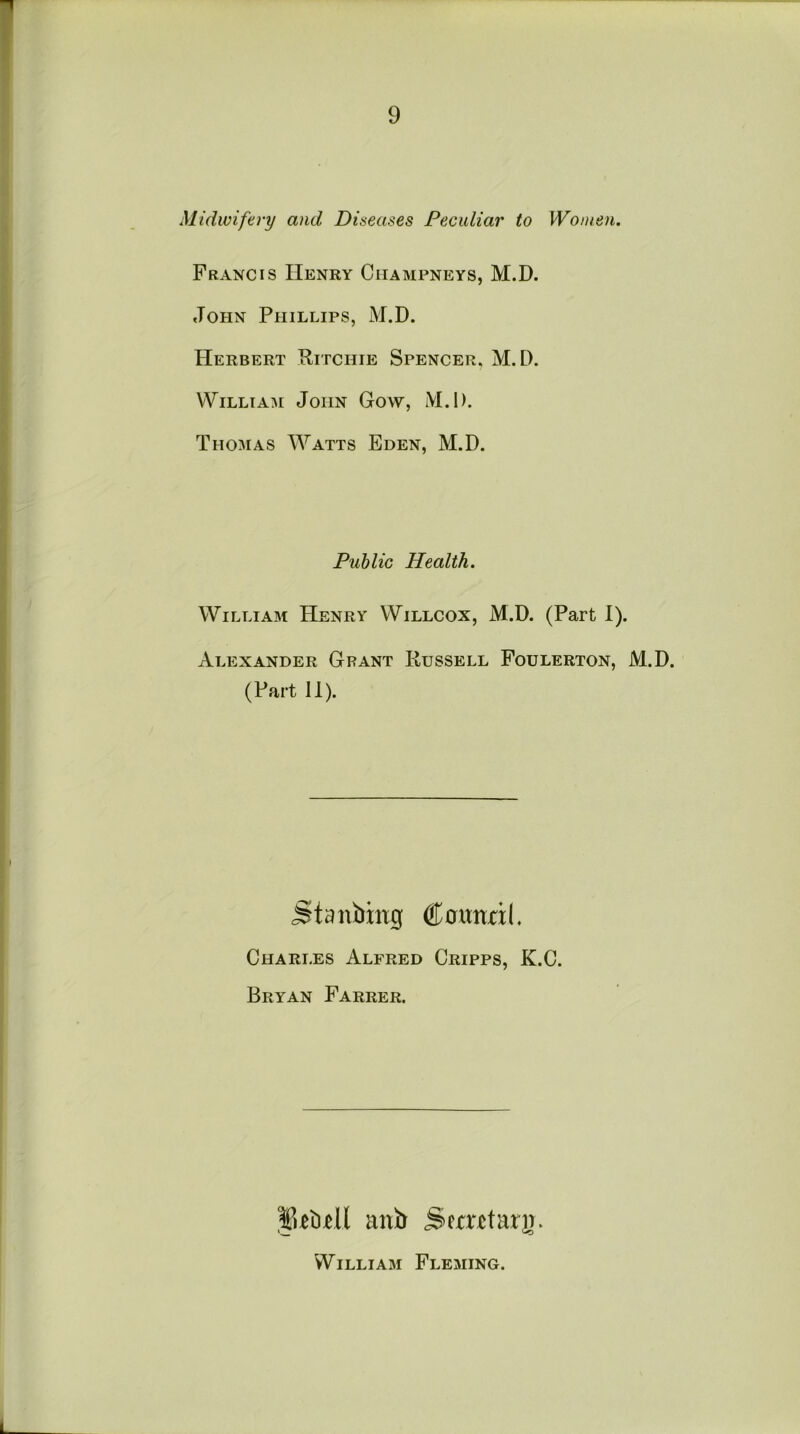 9
Midwifery and Diseases Peculiar to Women.
Francis Henry Champneys, M.D.
John Phillips, M.D.
Herbert Ritchie Spencer, M.D.
William John Gow, M.D.
Thomas Watts Eden, M.D.
Public Health.
William Henry Willcox, M.D. (Part I).
Alexander Grant Russell Foulerton, M.D.
(Part II).
Standing Council.
Charles Alfred Cripps, K.C.
Bryan Farrer.
Bedell and Secretary.
William Fleming.